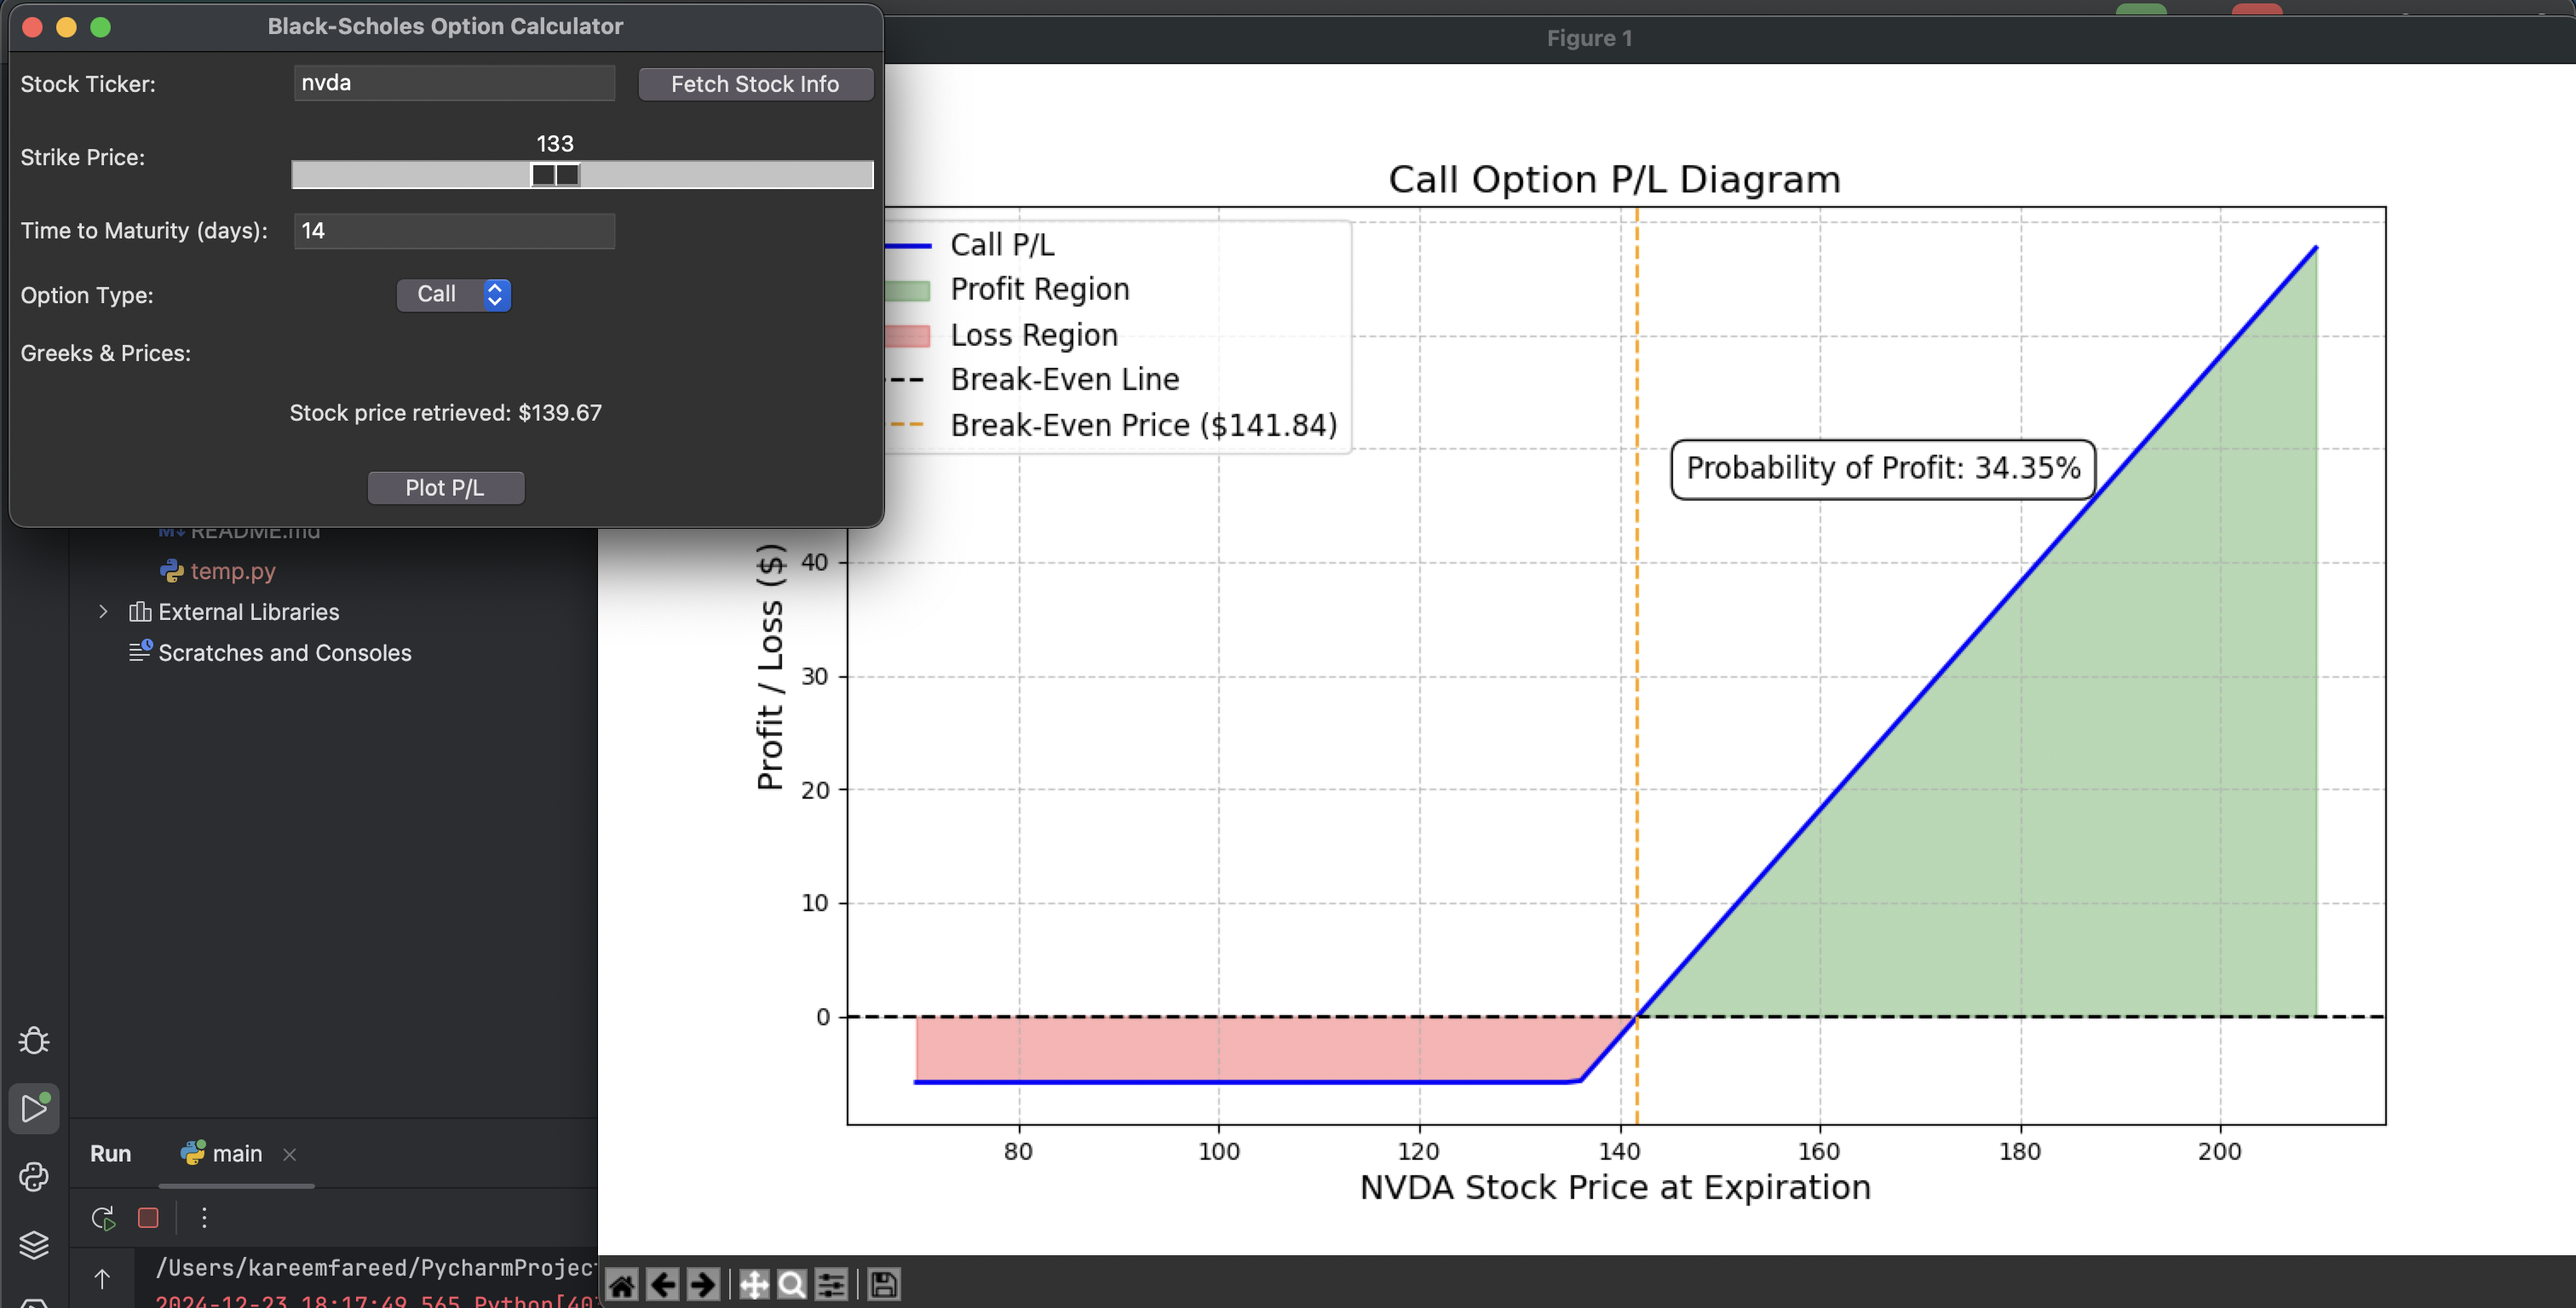 Black-Scholes Option Calculator
Stock Ticker:
nvda
Fetch Stock Info
Strike Price:
133
Time to Maturity (days):
14
Option Type:
Call
Greeks & Prices:
Stock price retrieved: $139.67
Plot P/L
README.md
temp.py
External Libraries
Scratches and Consoles
Run
main
/Users/kareemfareed/PycharmProjec
2024-12-23 18:17:49.565 Python[40
Figure 1
Call Option P/L Diagram
Call P/L
Profit Region
Loss Region
Break-Even Line
Break-Even Price ($141.84)
Probability of Profit: 34.35%
Profit / Loss ($)
40
30
20
10
0
80
100
120
140
160
180
200
NVDA Stock Price at Expiration